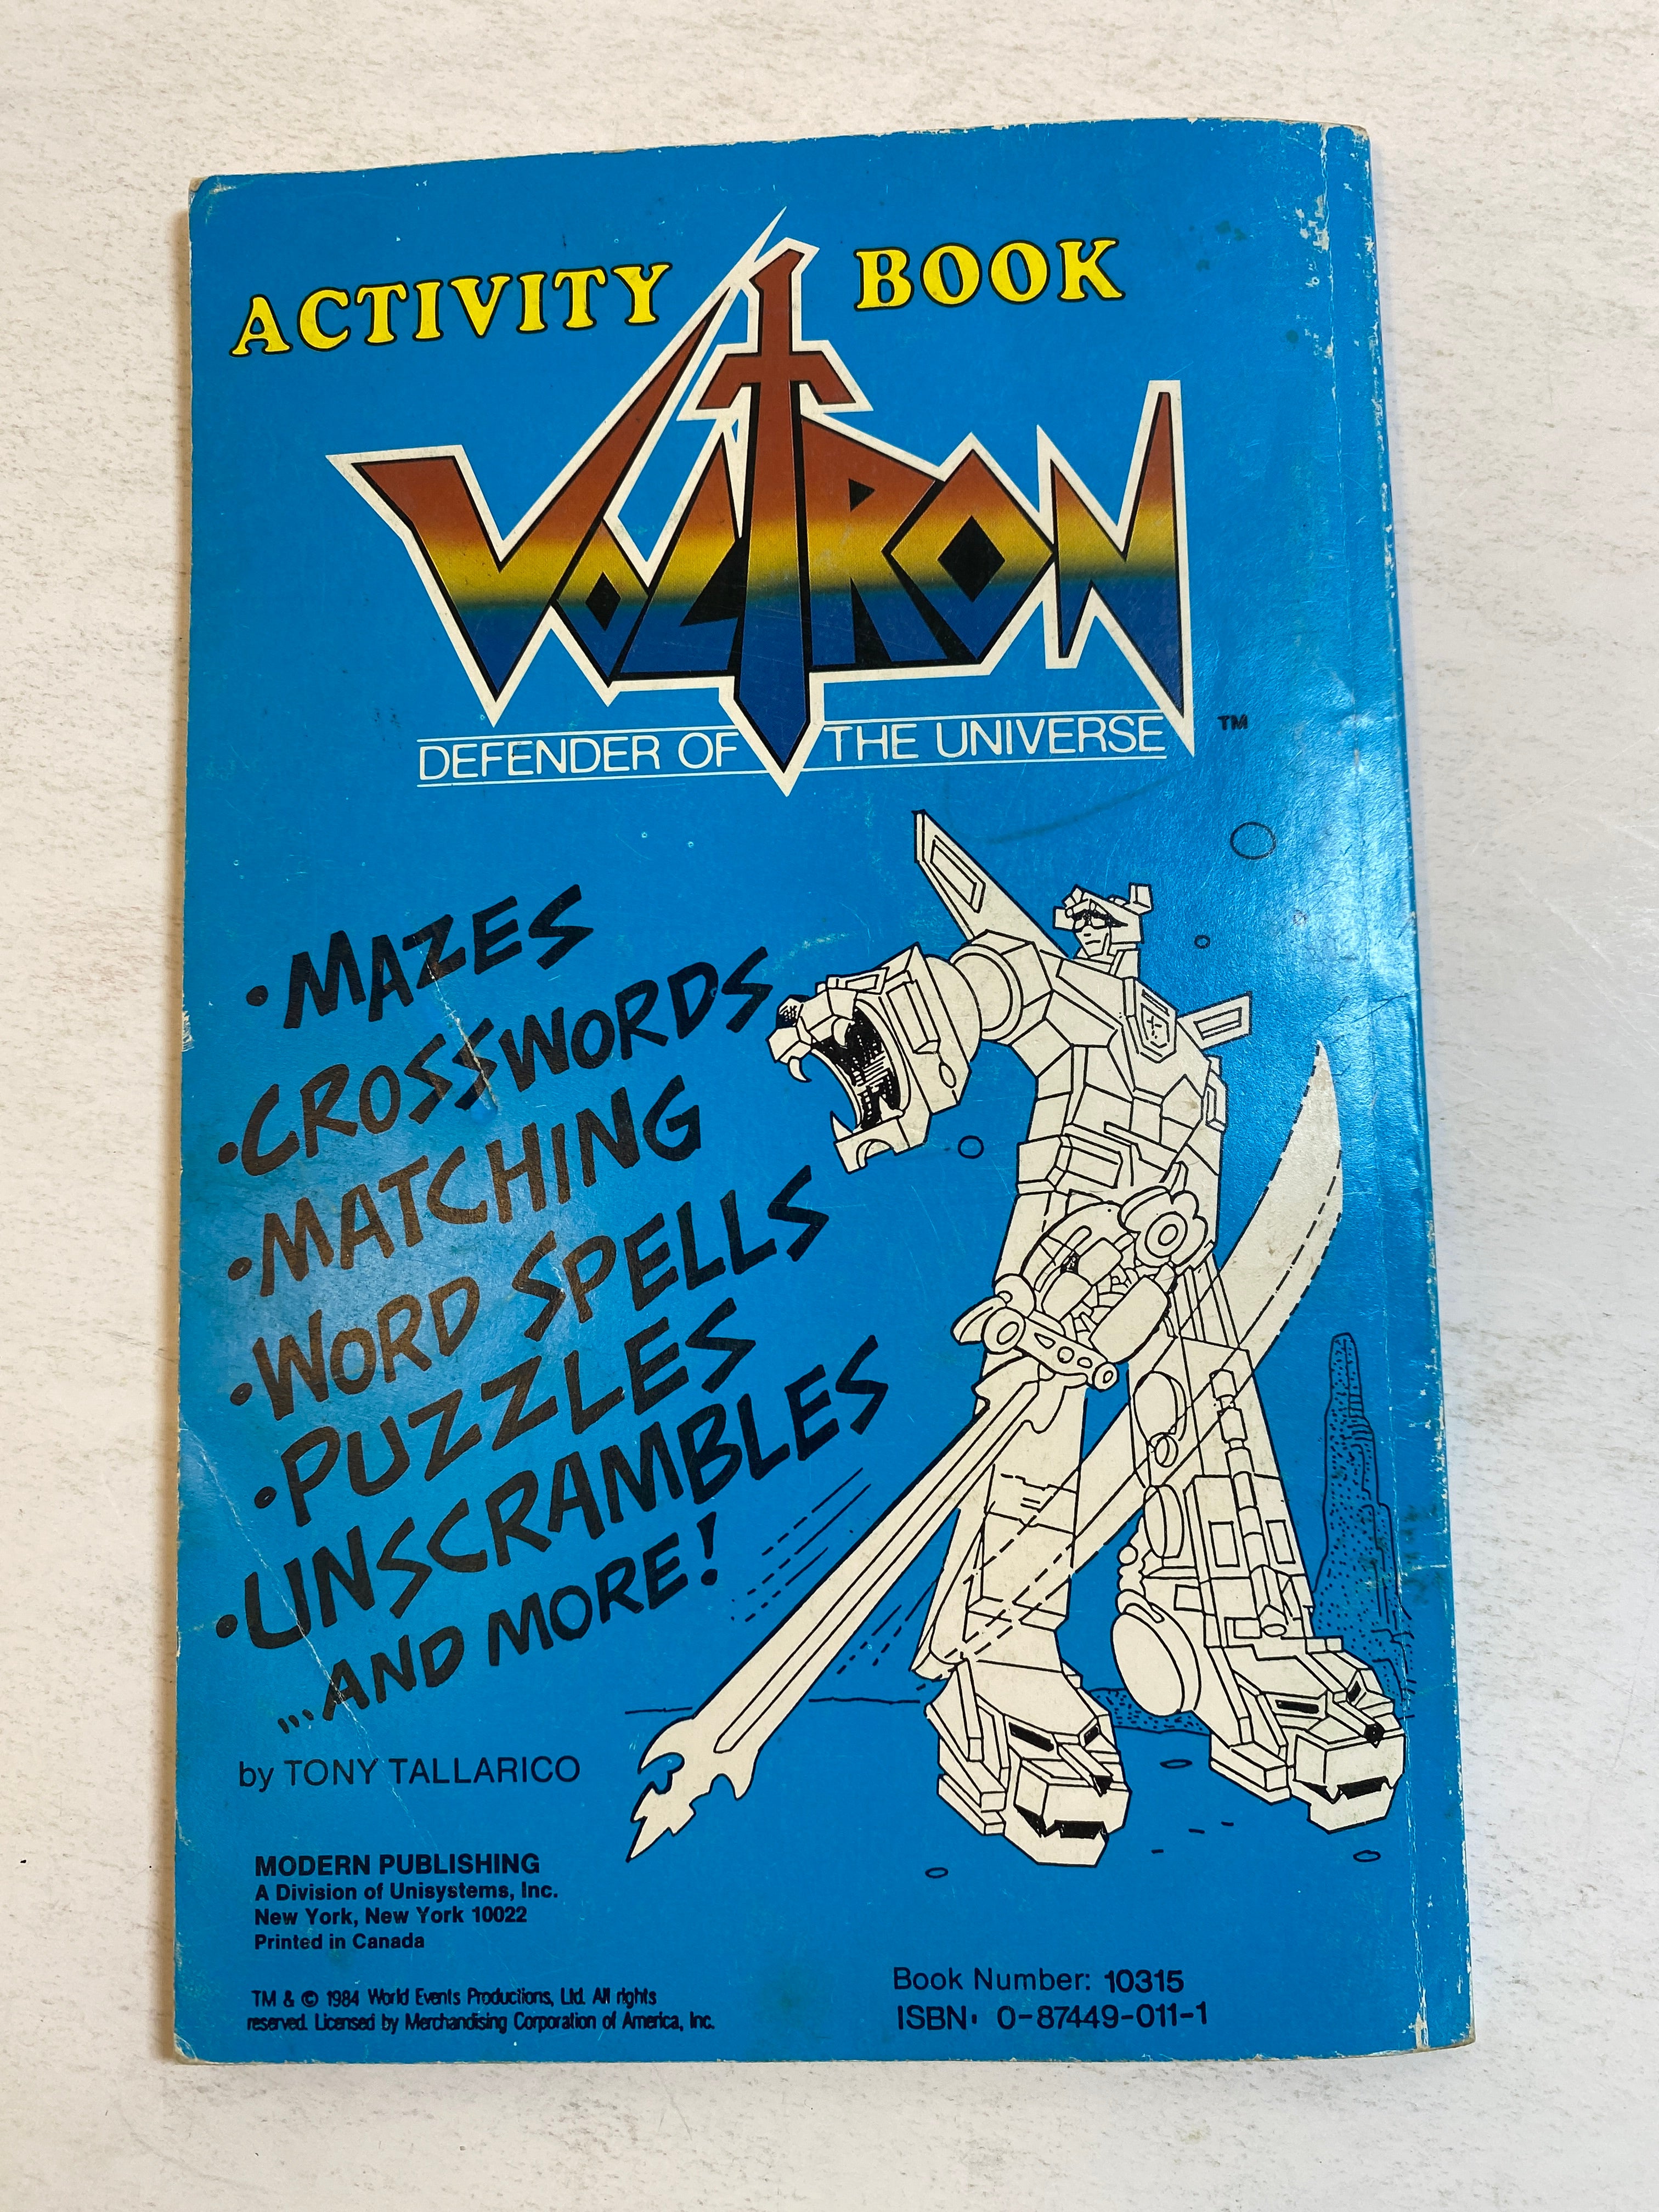 ACTIVITY BOOK
VOLTRON
DEFENDER OF THE UNIVERSE
TM
•MAZES
•CROSSWORDS
•MATCHING
•WORD SPELLS
•PUZZLES
•UNSCRAMBLES
...AND MORE!
by TONY TALLARICO
MODERN PUBLISHING
A Division of Unisystems, Inc.
New York, New York 10022
Printed in Canada
TM & © 1984 World Events Productions, Ltd. All rights
reserved. Licensed by Merchandising Corporation of America, Inc.
Book Number: 10315
ISBN: 0-87449-011-1